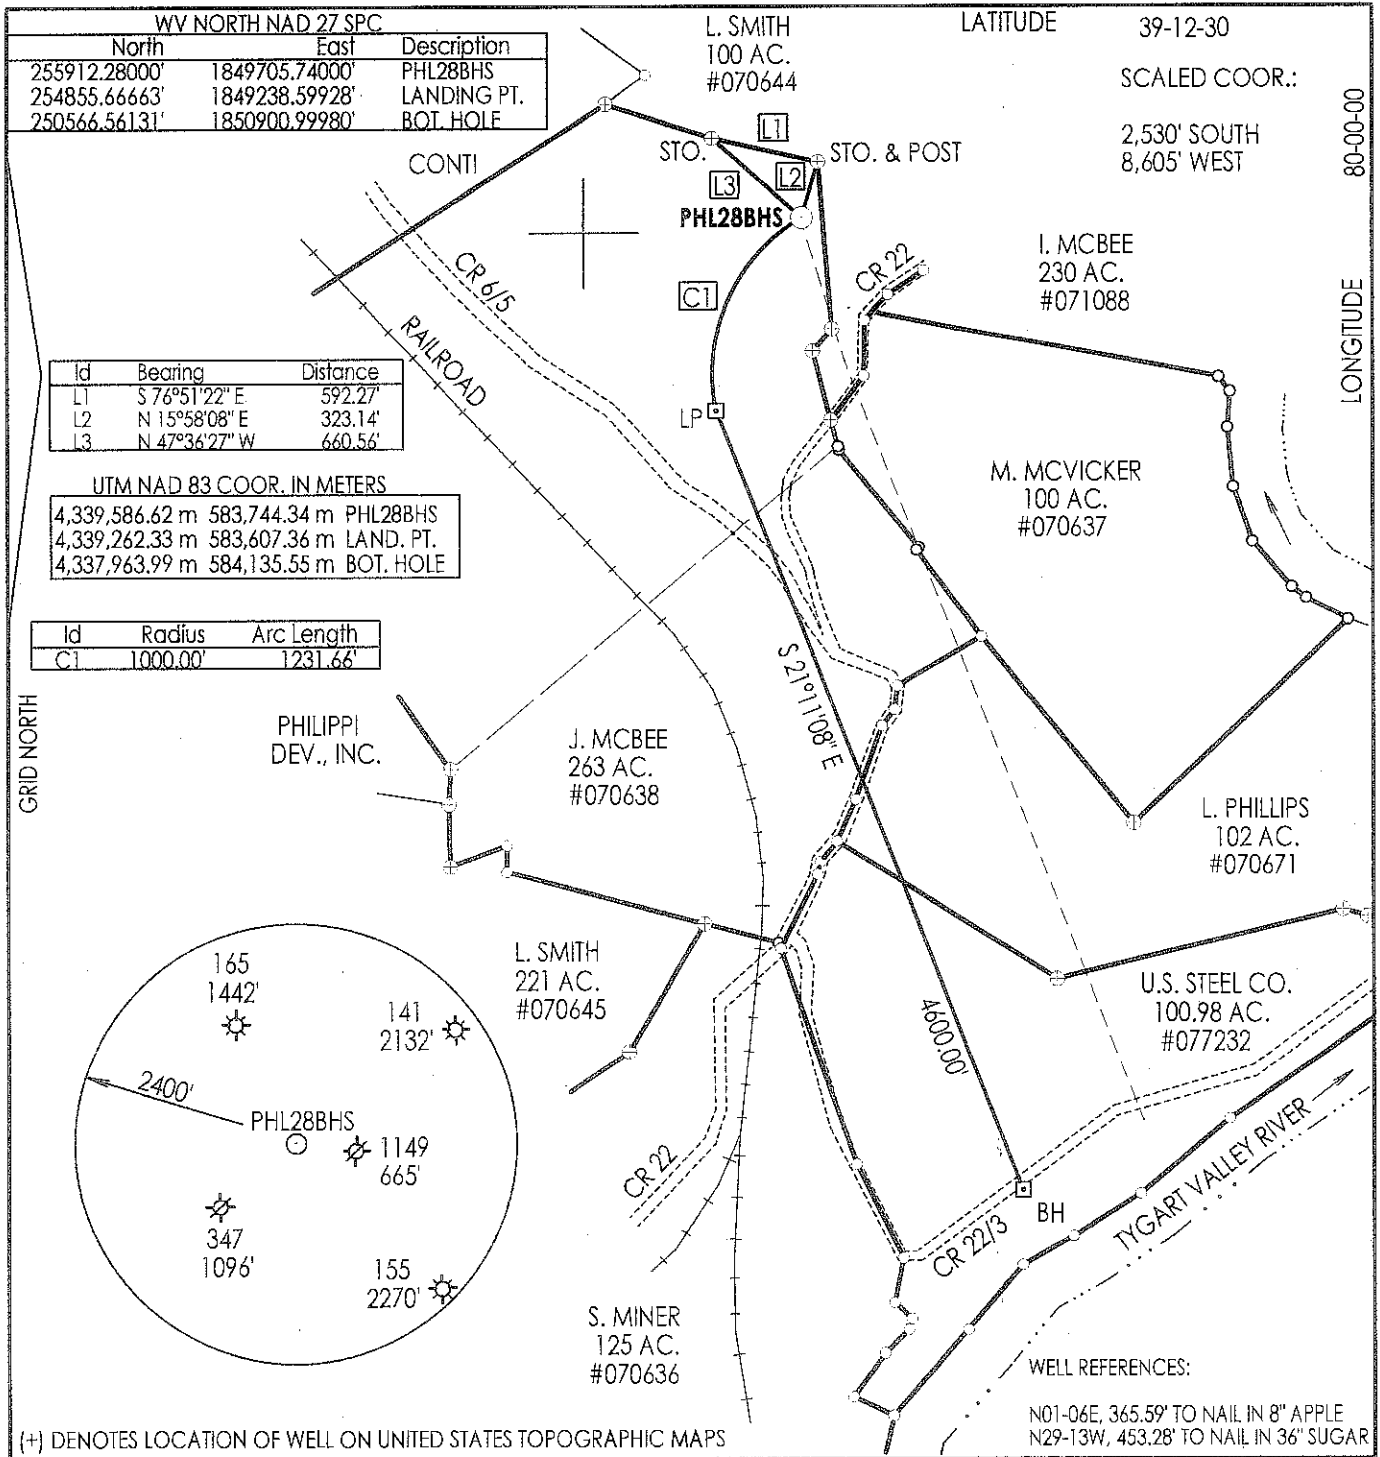 WV NORTH NAD 27 SPC
North East Description
255912.28000' 1849705.74000' PHL28BHS
254855.66663' 1849238.59928' LANDING PT.
250566.56131' 1850900.99980' BOT. HOLE
L. SMITH
100 AC.
#070644
LATITUDE 39-12-30
SCALED COOR.:
2,530' SOUTH
8,605' WEST
80-00-00
LONGITUDE
CONTI
STO.
L1
STO. & POST
L3
L2
PHL28BHS
C1
CR 6/5
RAILROAD
CR 22
I. MCBEE
230 AC.
#071088
Id Bearing Distance
L1 S 76°51'22" E 592.27'
L2 N 15°58'08" E 323.14'
L3 N 47°36'27" W 660.56'
LP
M. MCVICKER
100 AC.
#070637
UTM NAD 83 COOR. IN METERS
4,339,586.62 m 583,744.34 m PHL28BHS
4,339,262.33 m 583,607.36 m LAND. PT.
4,337,963.99 m 584,135.55 m BOT. HOLE
Id Radius Arc Length
C1 1000.00' 1231.66'
GRID NORTH
S 21°11'08" E
PHILIPPI
DEV., INC.
J. MCBEE
263 AC.
#070638
L. PHILLIPS
102 AC.
#070671
L. SMITH
221 AC.
#070645
U.S. STEEL CO.
100.98 AC.
#077232
4600.00'
165
1442'
141
2132'
2400'
PHL28BHS
1149
665'
347
1096'
155
2270'
CR 22
BH
CR 22/3
TYGART VALLEY RIVER
S. MINER
125 AC.
#070636
WELL REFERENCES:
N01-06E, 365.59' TO NAIL IN 8" APPLE
N29-13W, 453.28' TO NAIL IN 36" SUGAR
(+) DENOTES LOCATION OF WELL ON UNITED STATES TOPOGRAPHIC MAPS